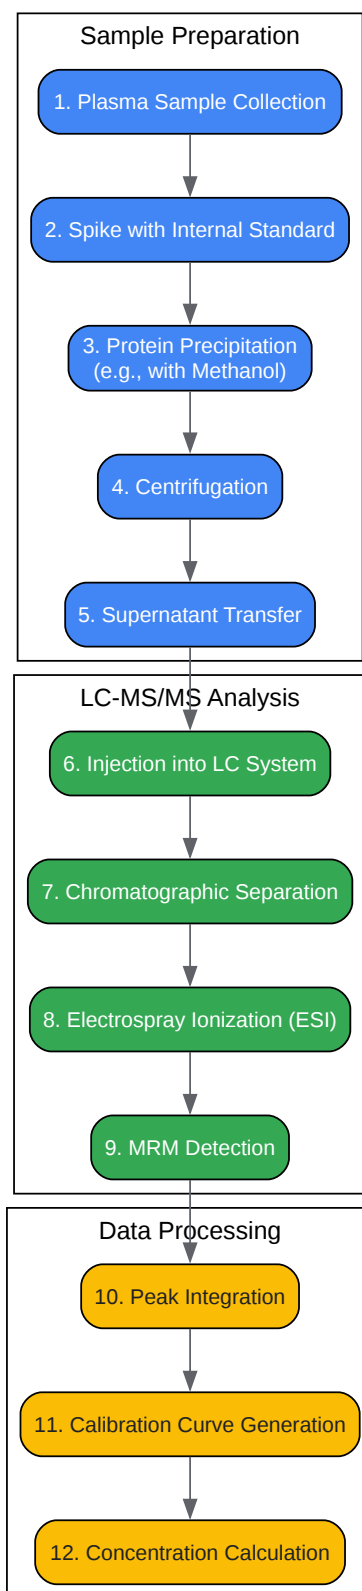 Sample Preparation
1. Plasma Sample Collection
2. Spike with Internal Standard
3. Protein Precipitation
(e.g., with Methanol)
4. Centrifugation
5. Supernatant Transfer
LC-MS/MS Analysis
6. Injection into LC System
7. Chromatographic Separation
8. Electrospray Ionization (ESI)
9. MRM Detection
Data Processing
10. Peak Integration
11. Calibration Curve Generation
12. Concentration Calculation